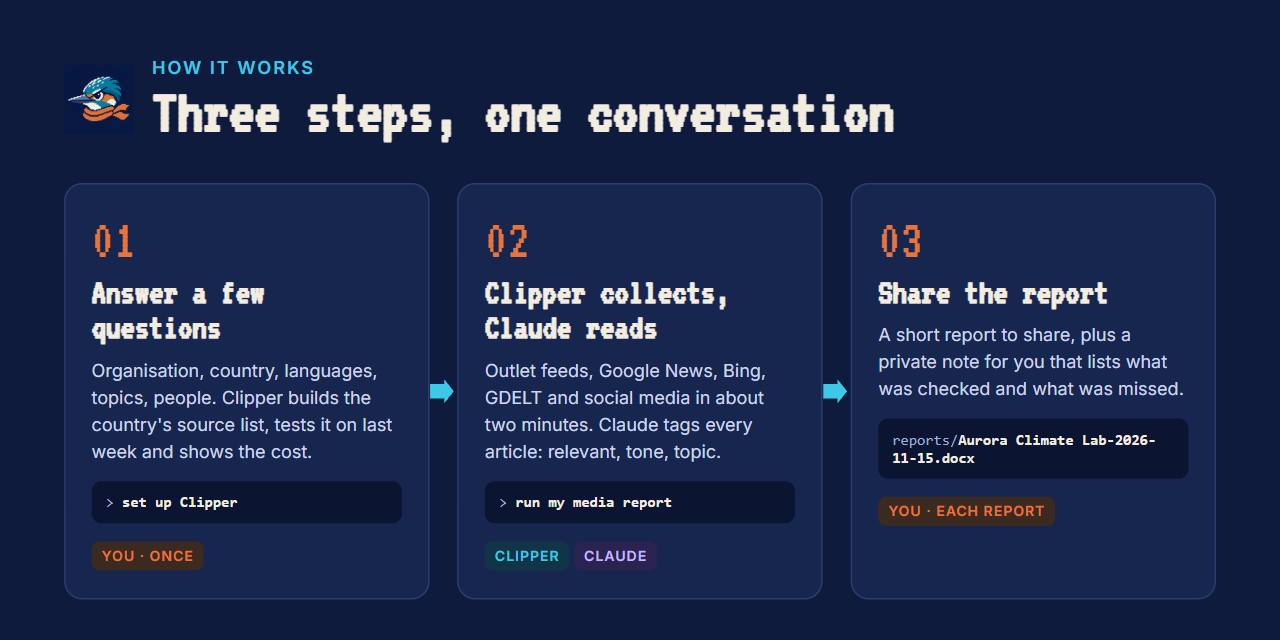 HOW IT WORKS
Three steps, one conversation
01
Answer a few
questions
Organisation, country, languages,
topics, people. Clipper builds the
country's source list, tests it on last
week and shows the cost.
> set up Clipper
YOU · ONCE
02
Clipper collects,
Claude reads
Outlet feeds, Google News, Bing,
GDELT and social media in about
two minutes. Claude tags every
article: relevant, tone, topic.
> run my media report
CLIPPER CLAUDE
03
Share the report
A short report to share, plus a
private note for you that lists what
was checked and what was missed.
reports/Aurora Climate Lab-2026-
11-15.docx
YOU · EACH REPORT